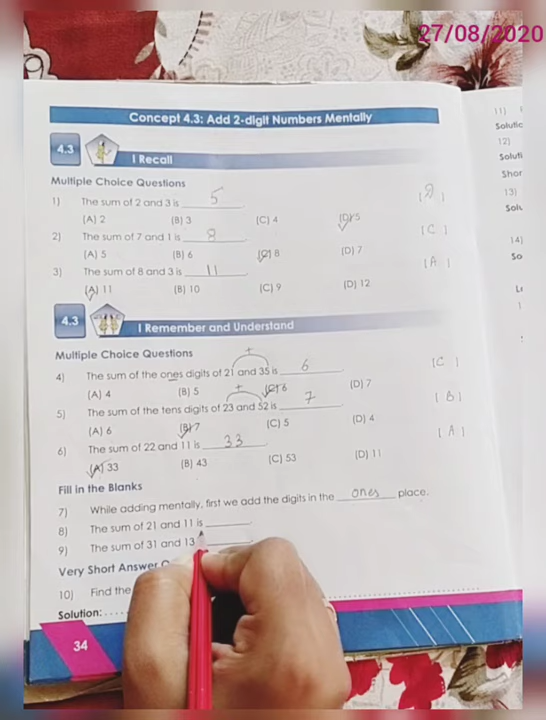 27/08/2020
Concept 4.3: Add 2-digit Numbers Mentally
4.3
I Recall
Multiple Choice Questions
1) The sum of 2 and 3 is 5.
(A) 2 (B) 3 (C) 4 (D) 5
2) The sum of 7 and 1 is 8. [C]
(A) 5 (B) 6 (C) 8 (D) 7
3) The sum of 8 and 3 is 11. [A]
(A) 11 (B) 10 (C) 9 (D) 12
4.3
I Remember and Understand
Multiple Choice Questions
+
4) The sum of the ones digits of 21 and 35 is 6. [C]
(A) 4 (B) 5 (C) 6 (D) 7
+
5) The sum of the tens digits of 23 and 52 is 7. [B]
(A) 6 (B) 7 (C) 5 (D) 4
6) The sum of 22 and 11 is 33. [A]
(A) 33 (B) 43 (C) 53 (D) 11
Fill in the Blanks
7) While adding mentally, first we add the digits in the ones place.
8) The sum of 21 and 11 is
9) The sum of 31 and 13
Very Short Answer
10) Find the
Solution:
34
11)
12)
13)
14)